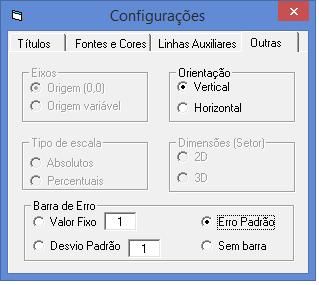 Configurações
Títulos Fontes e Cores Linhas Auxiliares Outras
Eixos
Origem (0,0)
Origem variável
Orientação
Vertical
Horizontal
Tipo de escala
Absolutos
Percentuais
Dimensões (Setor)
2D
3D
Barra de Erro
Valor Fixo 1 Erro Padrão
Desvio Padrão 1 Sem barra